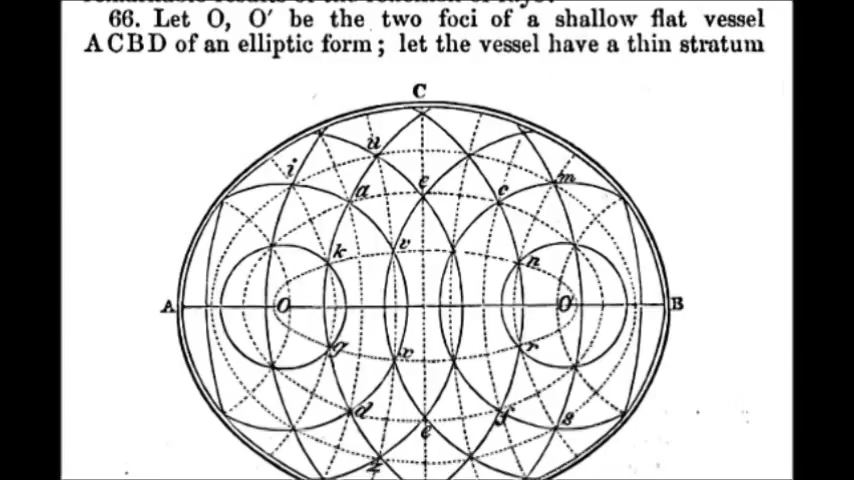 66. Let O, O′ be the two foci of a shallow flat vessel
ACBD of an elliptic form; let the vessel have a thin stratum
C
u
i
a
e
c
m
k
v
n
A
O
O′
B
g
x
r
d
e
f
s
z